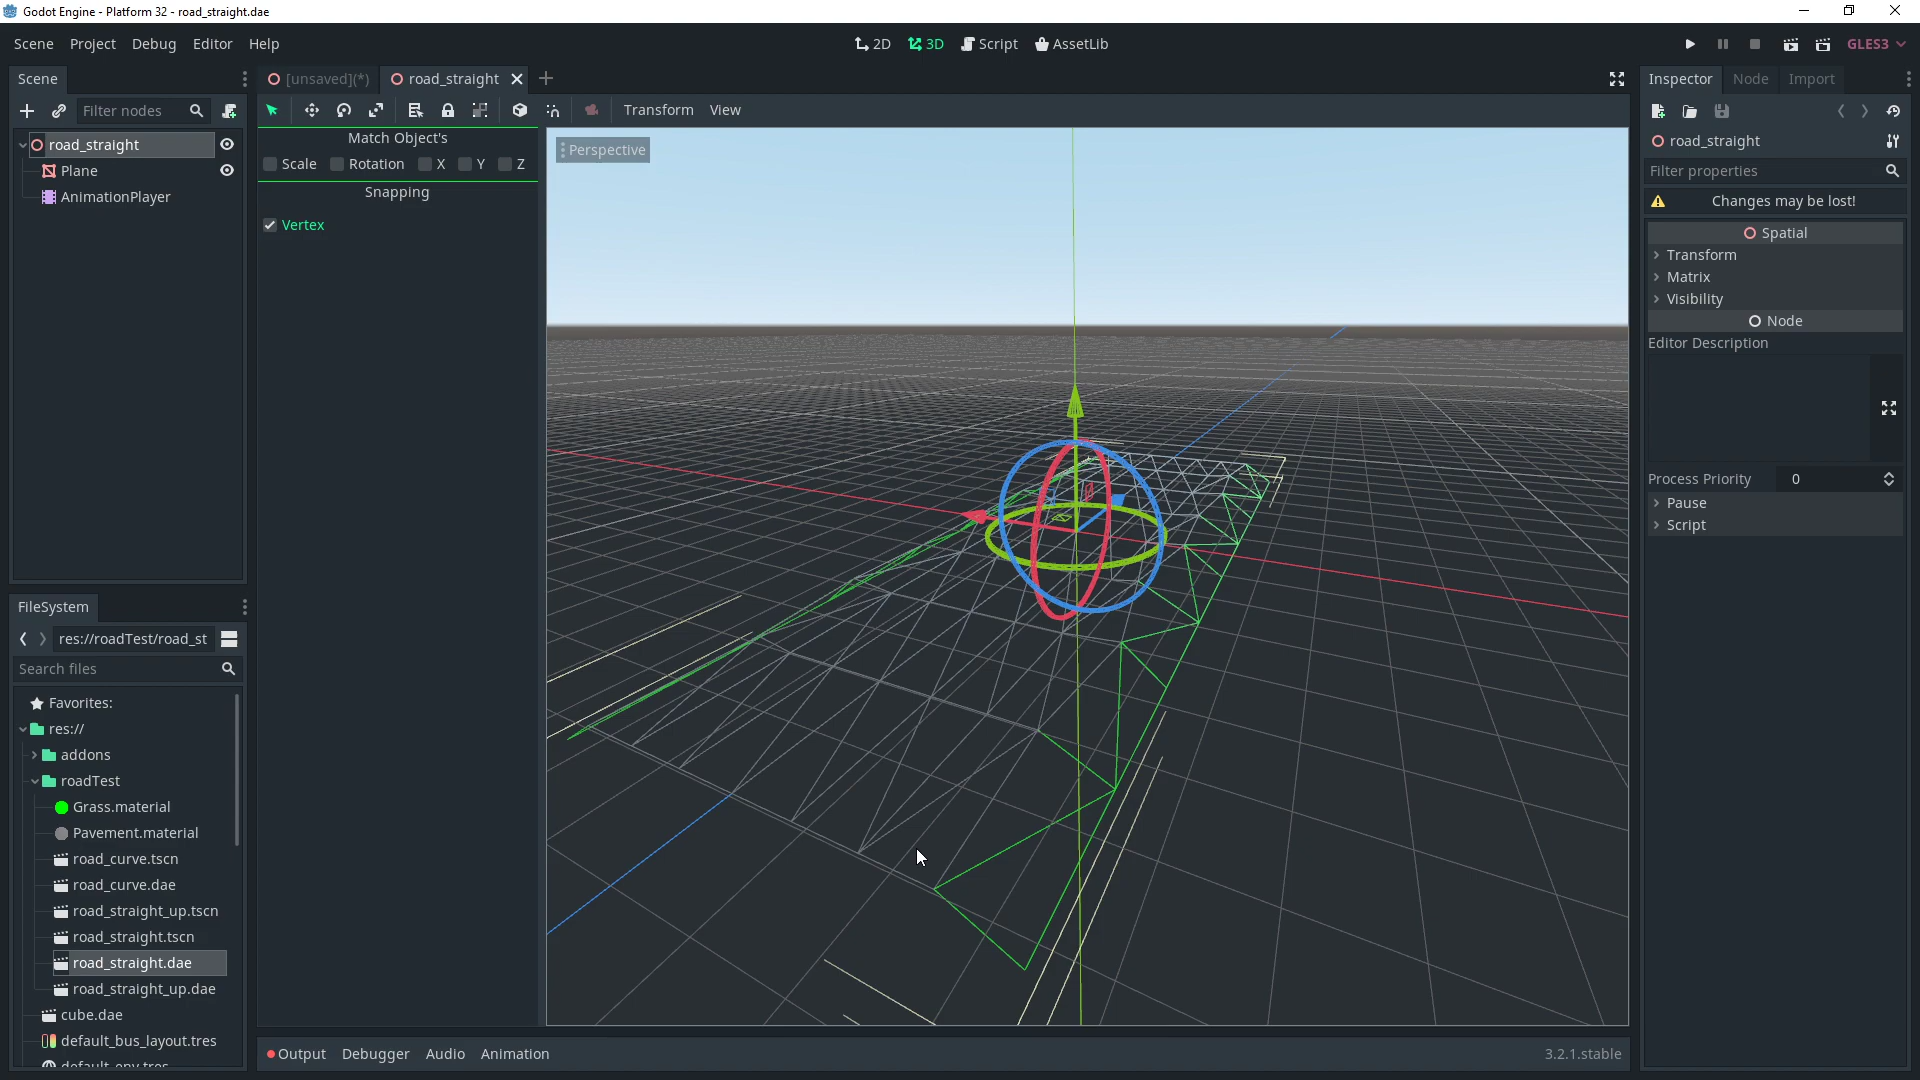 Godot Engine - Platform 32 - road_straight.dae
Scene Project Debug Editor Help
2D 3D Script AssetLib
GLES3
Scene
Filter nodes
road_straight
Plane
AnimationPlayer
[unsaved](*) road_straight
Transform View
Match Object's
Scale Rotation X Y Z
Snapping
Vertex
Perspective
Inspector Node Import
road_straight
Filter properties
Changes may be lost!
Spatial
Transform
Matrix
Visibility
Node
Editor Description
Process Priority 0
Pause
Script
FileSystem
res://roadTest/road_st
Search files
Favorites:
res://
addons
roadTest
Grass.material
Pavement.material
road_curve.tscn
road_curve.dae
road_straight_up.tscn
road_straight.tscn
road_straight.dae
road_straight_up.dae
cube.dae
default_bus_layout.tres
default_env.tres
Output Debugger Audio Animation
3.2.1.stable